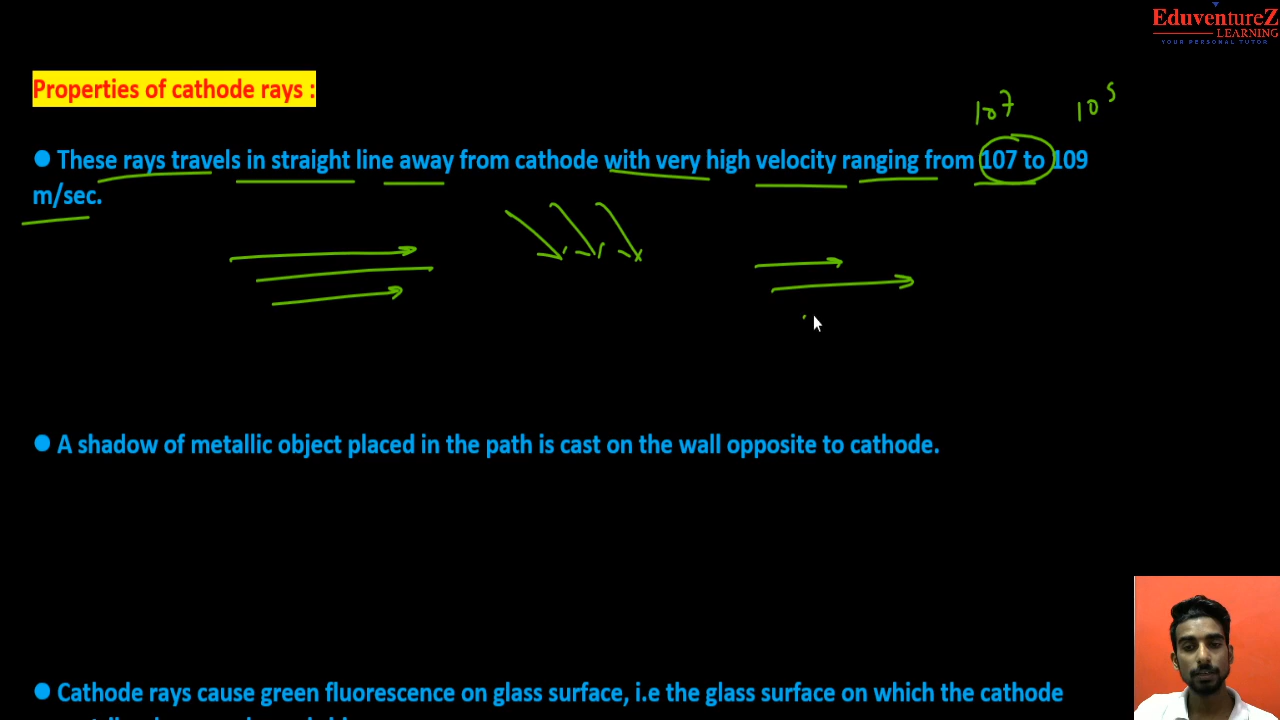 EduventureZ
LEARNING
YOUR PERSONAL TUTOR
Properties of cathode rays :
10^7 10^5
● These rays travels in straight line away from cathode with very high velocity ranging from 107 to 109
m/sec.
● A shadow of metallic object placed in the path is cast on the wall opposite to cathode.
● Cathode rays cause green fluorescence on glass surface, i.e the glass surface on which the cathode